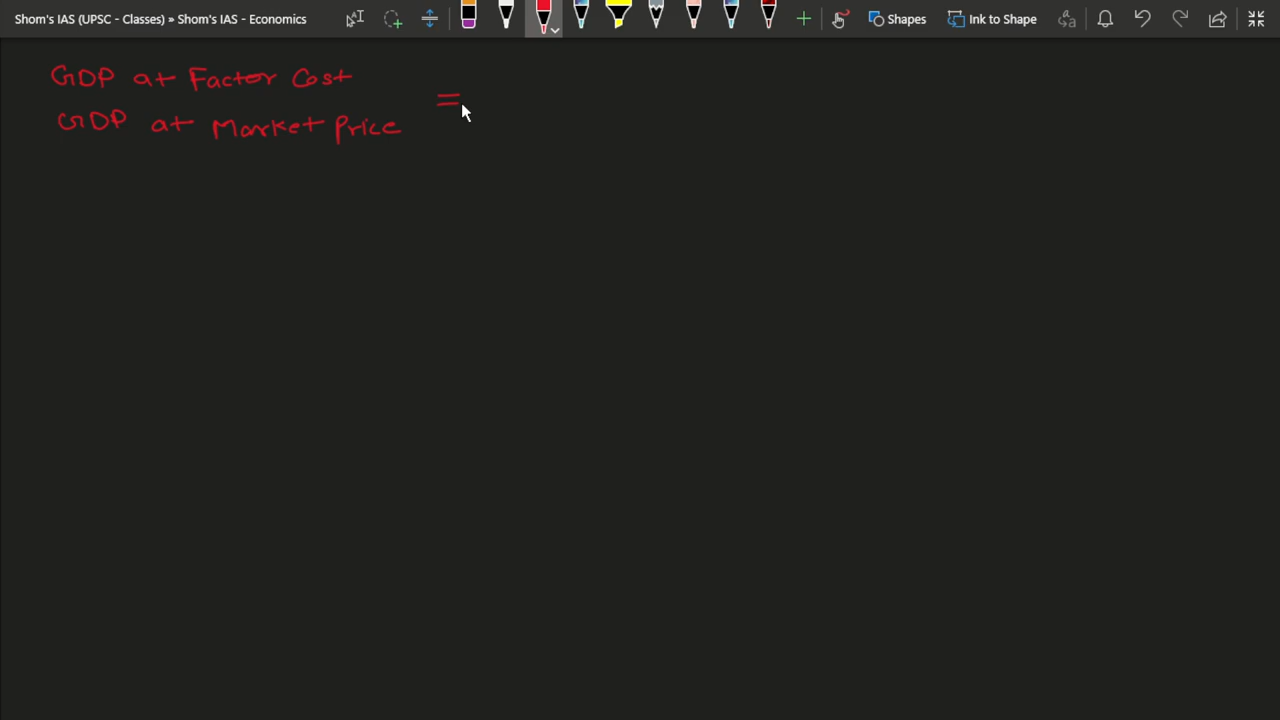 Shom's IAS (UPSC - Classes) » Shom's IAS - Economics
Shapes
Ink to Shape
GDP at Factor Cost
GDP at Market Price
=